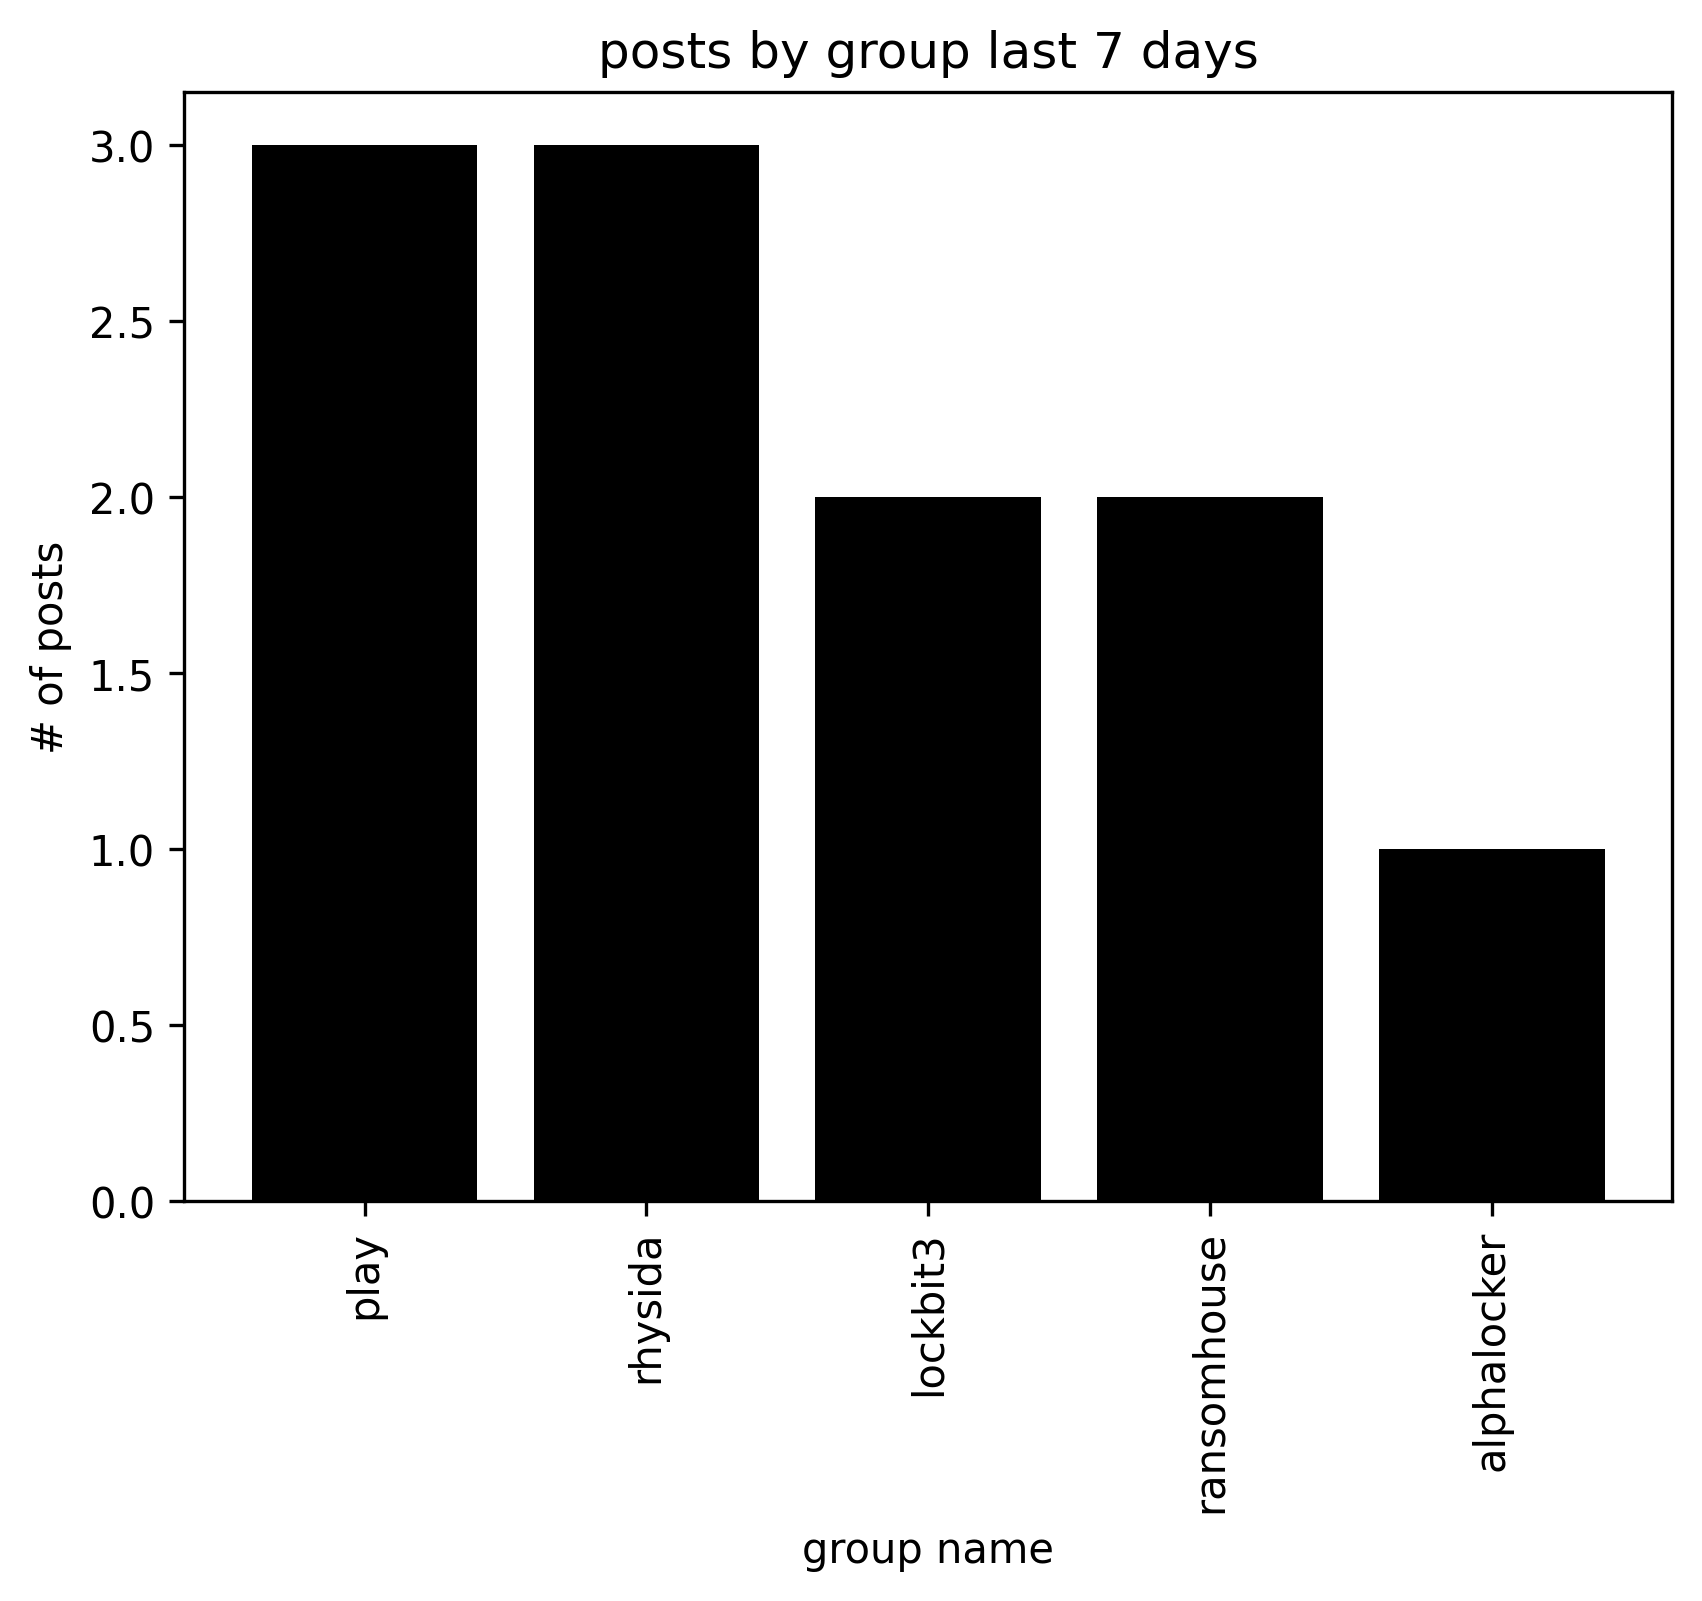 posts by group last 7 days
3.0
2.5
2.0
1.5
1.0
0.5
0.0
# of posts
play
rhysida
lockbit3
ransomhouse
alphalocker
group name